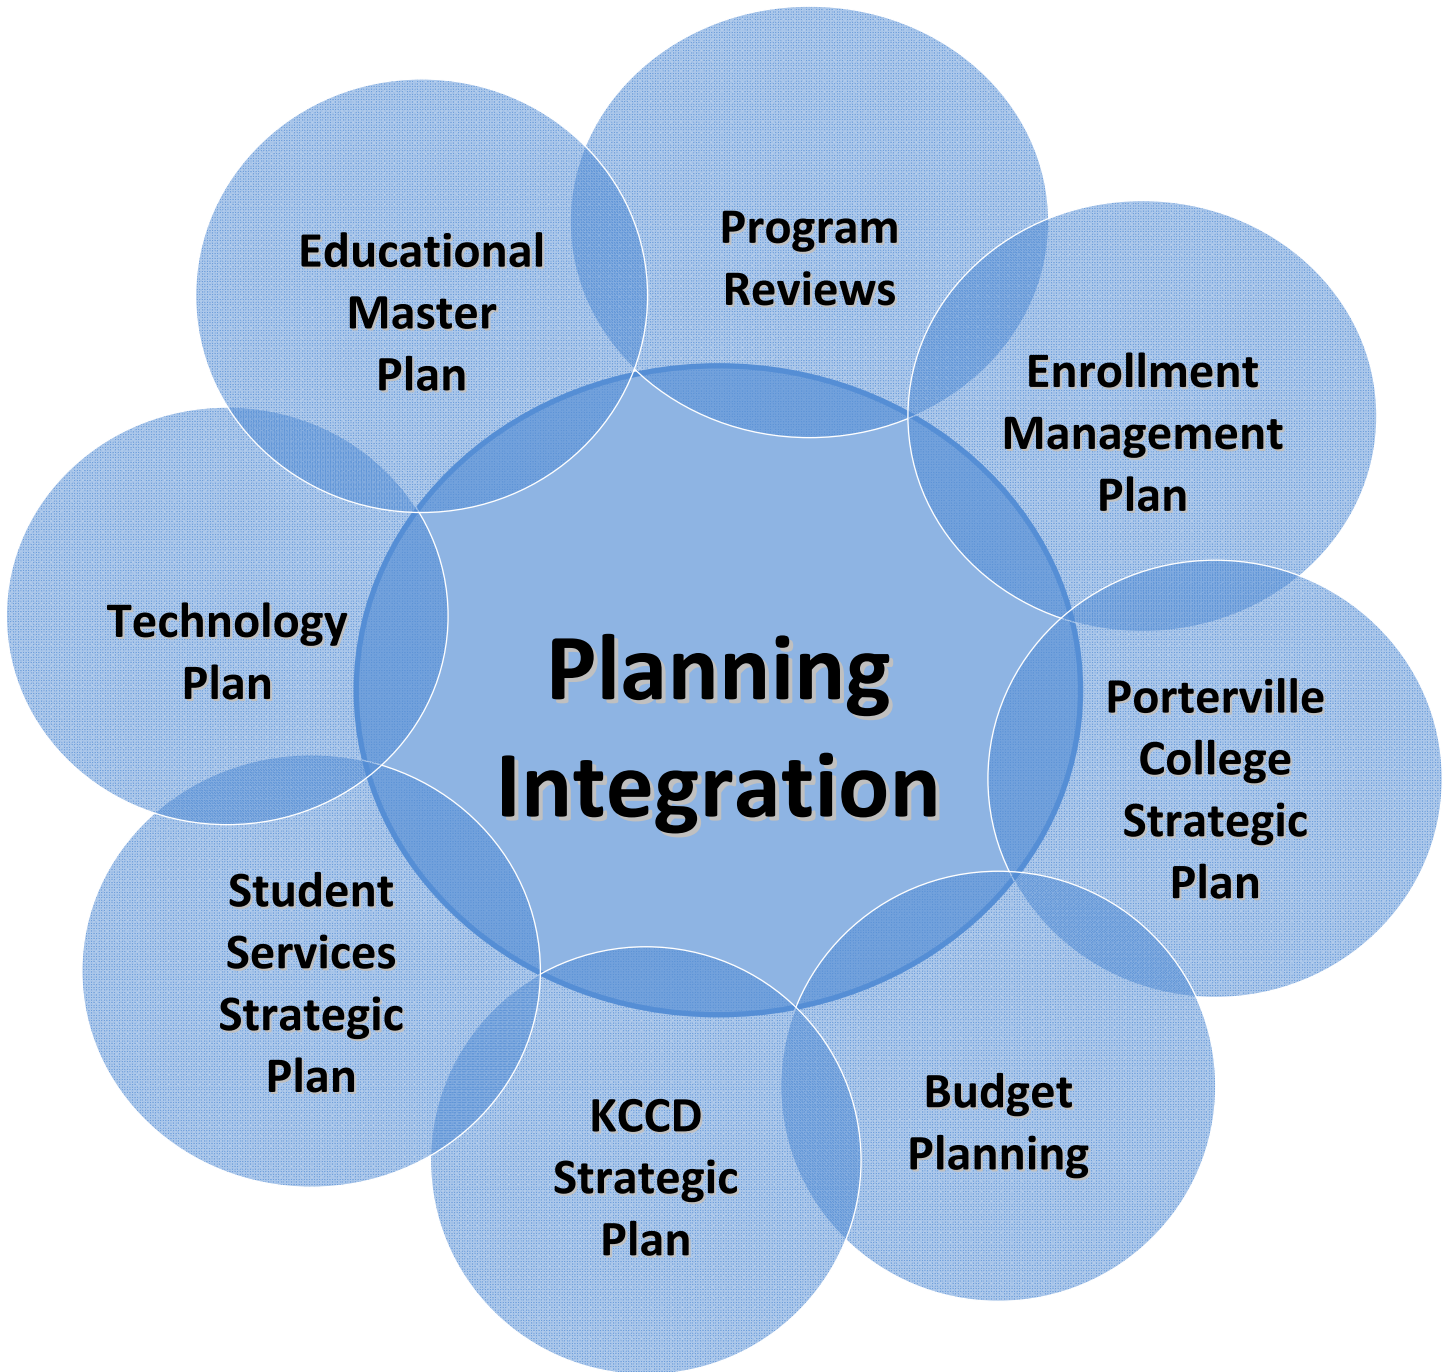 Program
Reviews
Educational
Master
Plan
Enrollment
Management
Plan
Technology
Plan
Planning
Integration
Porterville
College
Strategic
Plan
Student
Services
Strategic
Plan
KCCD
Strategic
Plan
Budget
Planning